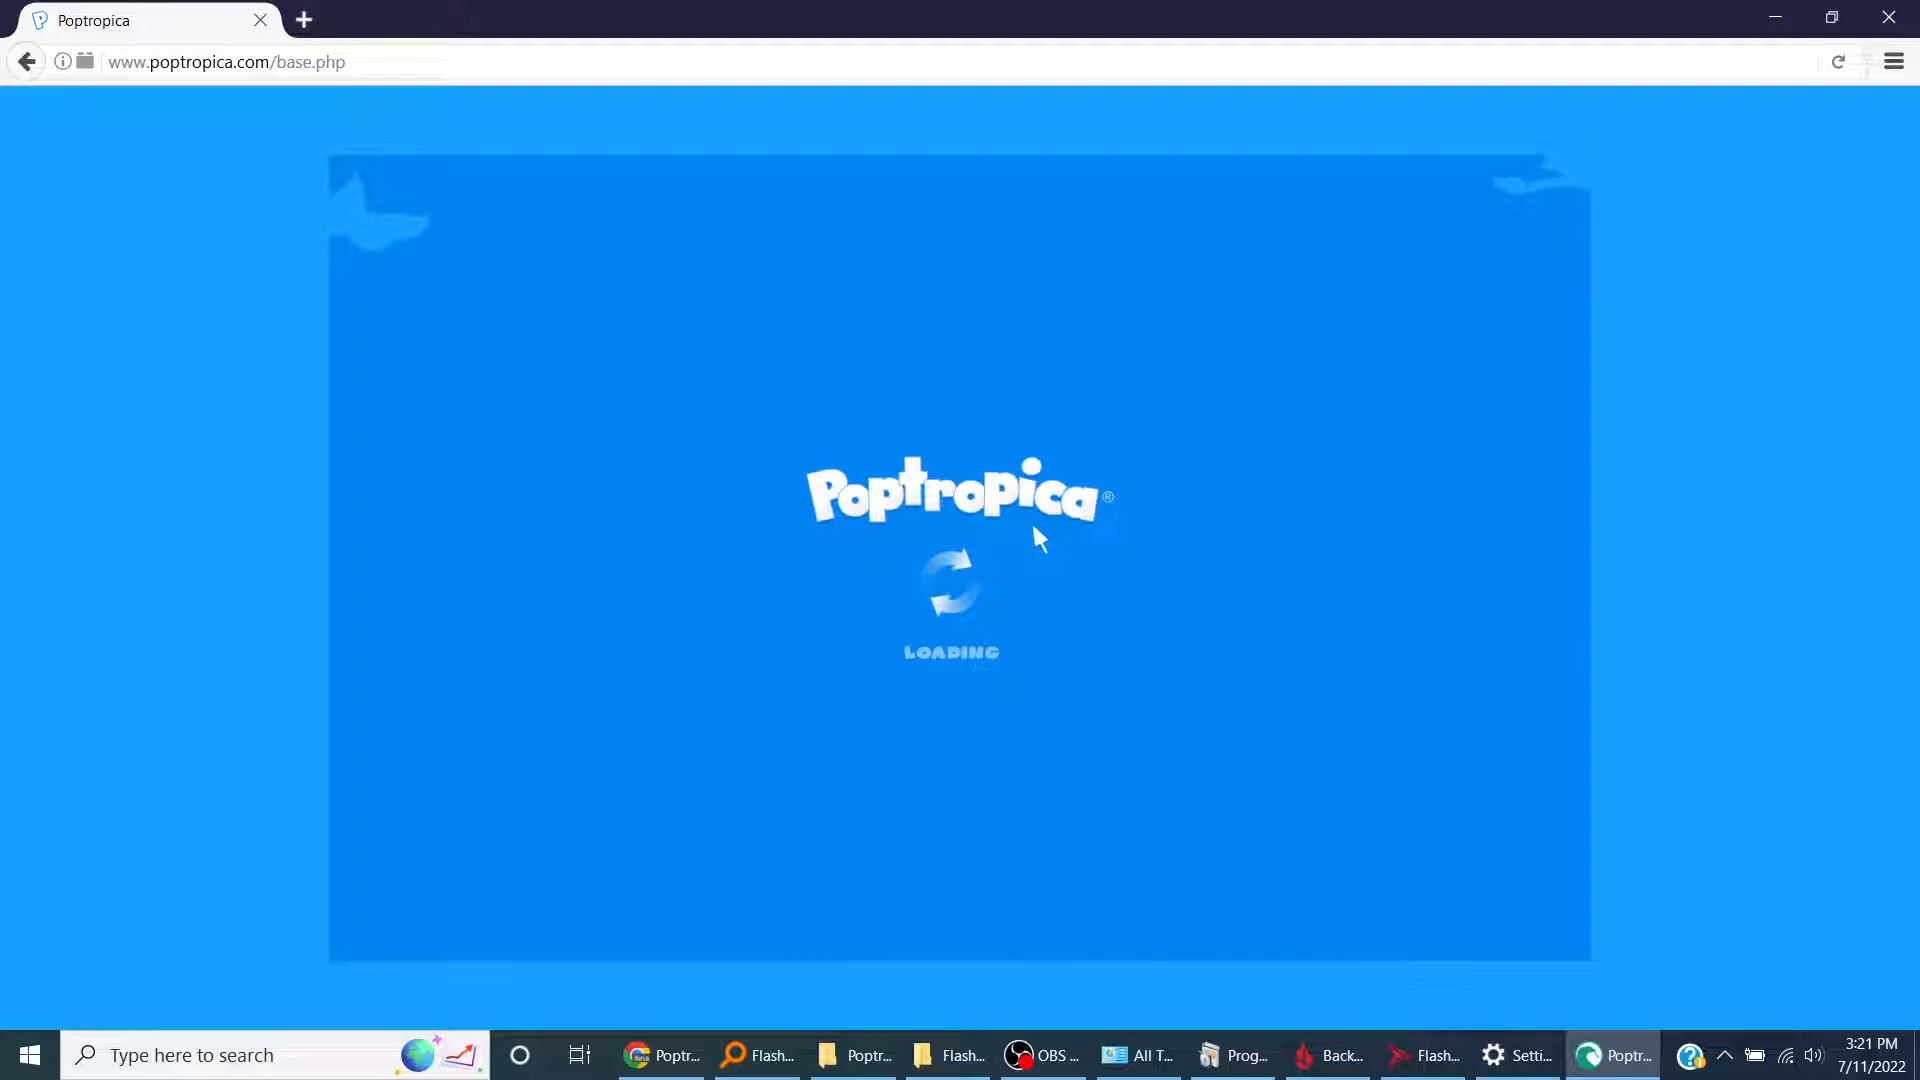 Poptropica
www.poptropica.com/base.php
Poptropica®
LOADING
Type here to search
Poptr...
Flash...
Poptr...
Flash...
OBS ...
All T...
Prog...
Back...
Flash...
Setti...
Poptr...
3:21 PM
7/11/2022